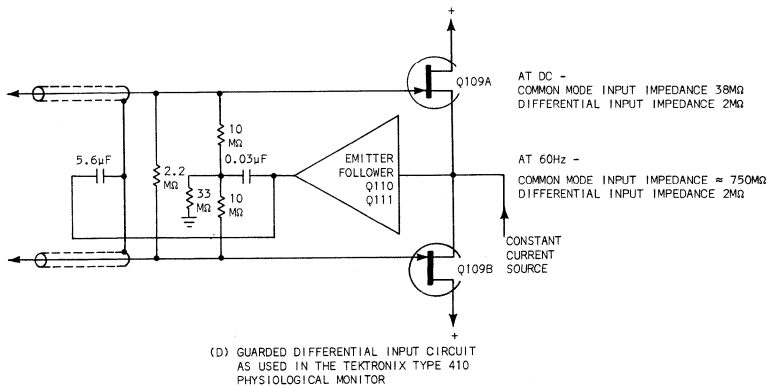 +
Q109A
AT DC -
COMMON MODE INPUT IMPEDANCE 38MΩ
DIFFERENTIAL INPUT IMPEDANCE 2MΩ
5.6µF
2.2
MΩ
10
MΩ
0.03µF
33
MΩ
10
MΩ
EMITTER
FOLLOWER
Q110
Q111
AT 60Hz -
COMMON MODE INPUT IMPEDANCE ≈ 750MΩ
DIFFERENTIAL INPUT IMPEDANCE 2MΩ
CONSTANT
CURRENT
SOURCE
Q109B
+
(D) GUARDED DIFFERENTIAL INPUT CIRCUIT
AS USED IN THE TEKTRONIX TYPE 410
PHYSIOLOGICAL MONITOR